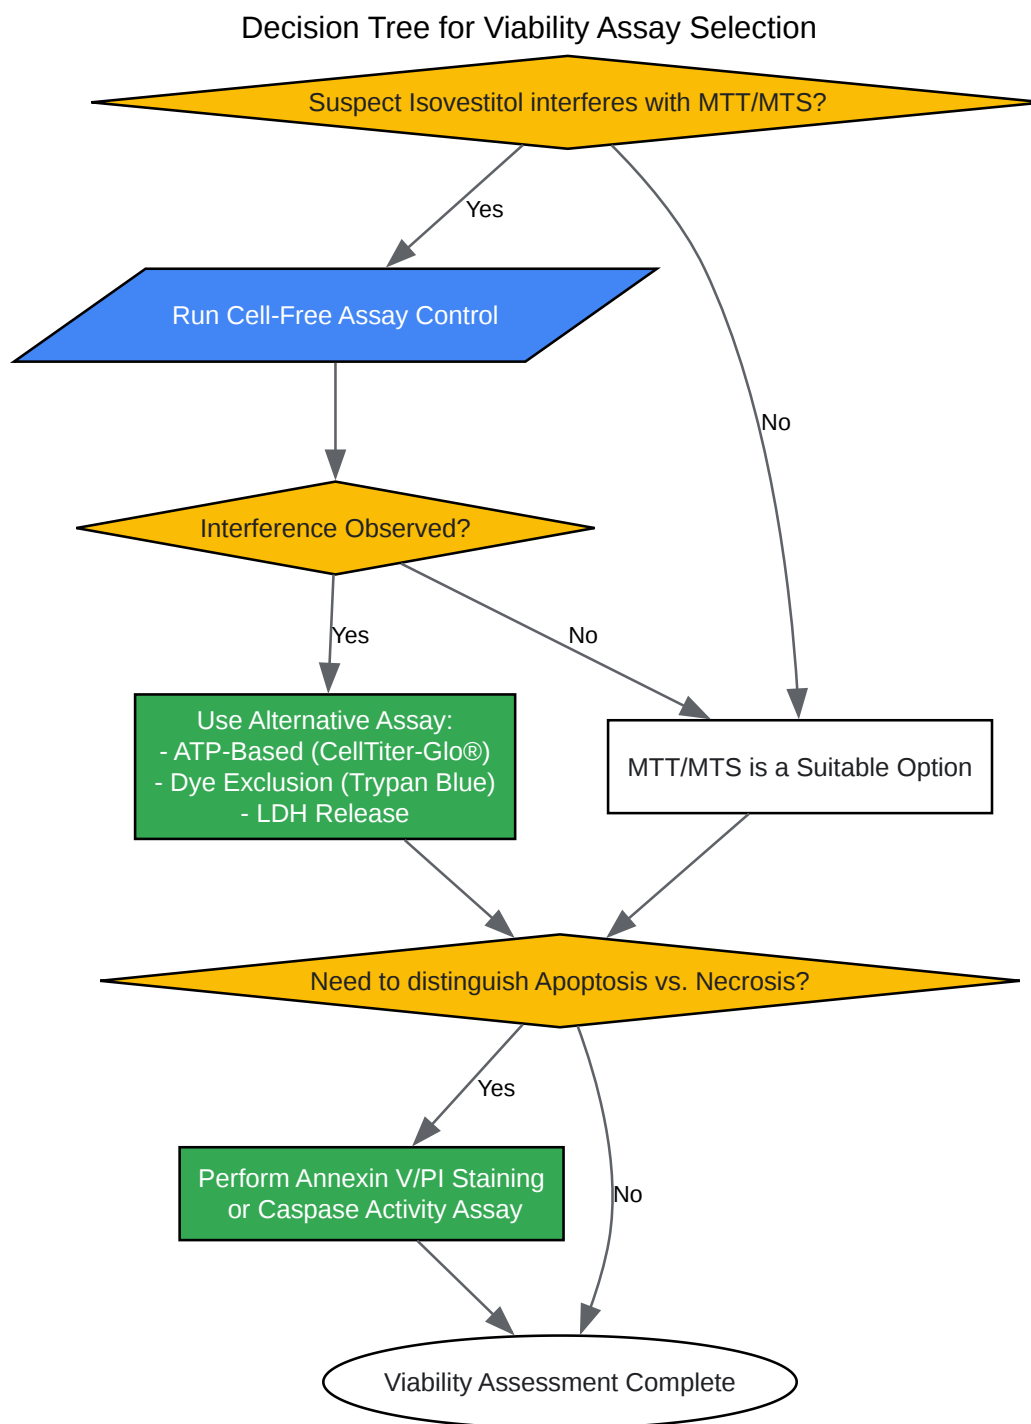 Decision Tree for Viability Assay Selection
Suspect Isovestitol interferes with MTT/MTS?
Yes
Run Cell-Free Assay Control
No
Interference Observed?
Yes
No
Use Alternative Assay:
- ATP-Based (CellTiter-Glo®)
- Dye Exclusion (Trypan Blue)
- LDH Release
MTT/MTS is a Suitable Option
Need to distinguish Apoptosis vs. Necrosis?
Yes
Perform Annexin V/PI Staining
or Caspase Activity Assay
No
Viability Assessment Complete